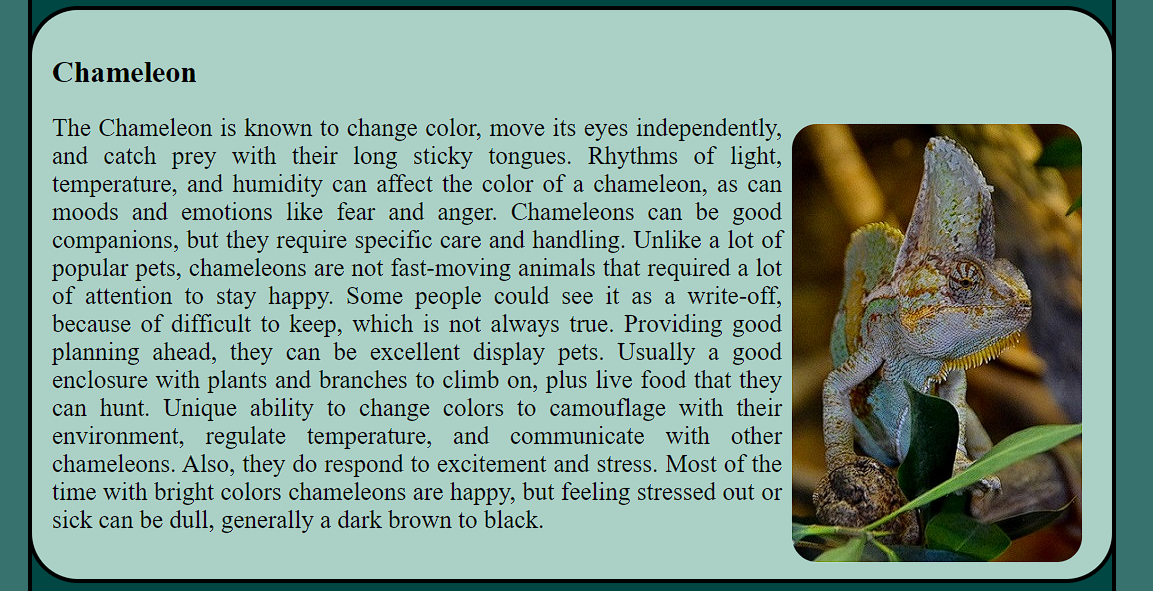 Chameleon
The Chameleon is known to change color, move its eyes independently,
and catch prey with their long sticky tongues. Rhythms of light,
temperature, and humidity can affect the color of a chameleon, as can
moods and emotions like fear and anger. Chameleons can be good
companions, but they require specific care and handling. Unlike a lot of
popular pets, chameleons are not fast-moving animals that required a lot
of attention to stay happy. Some people could see it as a write-off,
because of difficult to keep, which is not always true. Providing good
planning ahead, they can be excellent display pets. Usually a good
enclosure with plants and branches to climb on, plus live food that they
can hunt. Unique ability to change colors to camouflage with their
environment, regulate temperature, and communicate with other
chameleons. Also, they do respond to excitement and stress. Most of the
time with bright colors chameleons are happy, but feeling stressed out or
sick can be dull, generally a dark brown to black.